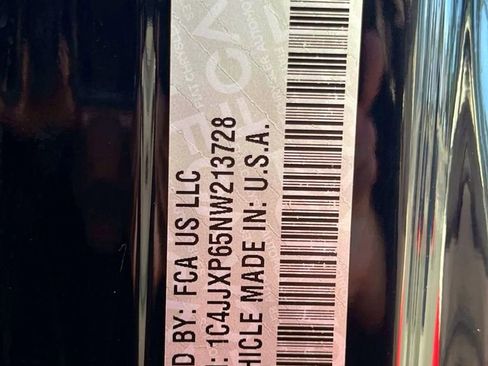 D BY: FCA US LLC
: 1C4JJXP65NW213728
HICLE MADE IN: U.S.A.